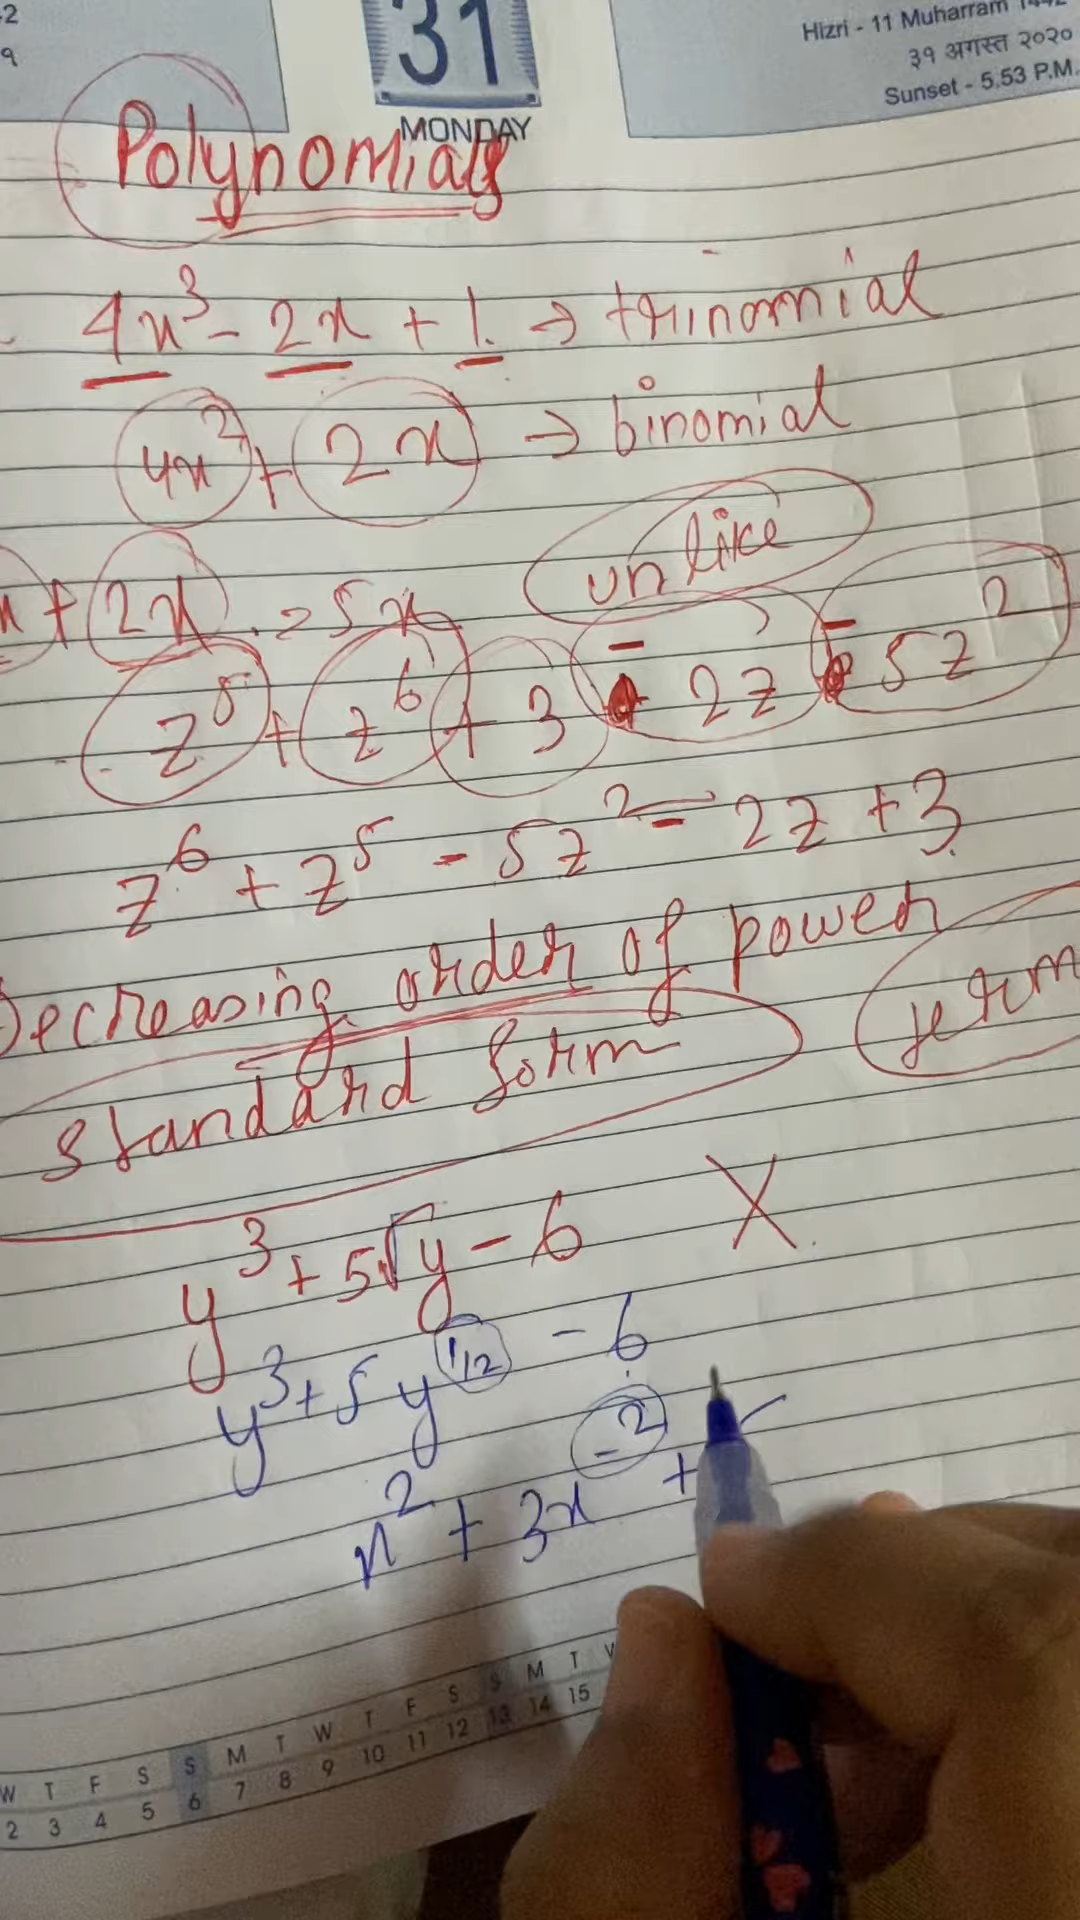 2
९
31
MONDAY
Hizri - 11 Muharram
३१ अगस्त २०२०
Sunset - 5.53 P.M.
Polynomials
4x³ - 2x + 1 → trinomial
4x² + 2x → binomial
unlike
+ 2x = 5x
z⁵ + z⁶ + 3 - 2z - 5z²
z⁶ + z⁵ - 5z² - 2z + 3
Decreasing order of power
standard form
y³ + 5√y - 6 X
y³ + 5y^1/2 - 6
x² + 3x^-2 +
W T F S S M T W T F S S M T
2 3 4 5 6 7 8 9 10 11 12 13 14 15